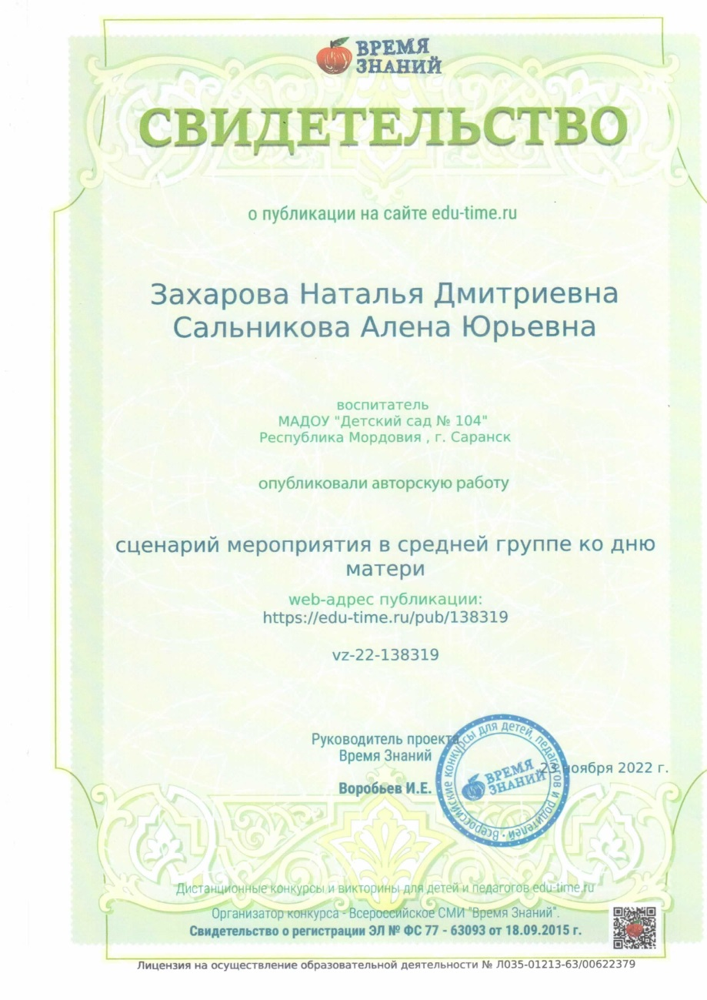 ВРЕМЯ
ЗНАНИЙ
СВИДЕТЕЛЬСТВО
о публикации на сайте edu-time.ru
Захарова Наталья Дмитриевна
Сальникова Алена Юрьевна
воспитатель
МАДОУ "Детский сад № 104"
Республика Мордовия , г. Саранск
опубликовали авторскую работу
сценарий мероприятия в средней группе ко дню
матери
web-адрес публикации:
https://edu-time.ru/pub/138319
vz-22-138319
Руководитель проекта
Время Знаний
Воробьев И.Е.
Всероссийские конкурсы для детей, педагогов и родителей
ВРЕМЯ
ЗНАНИЙ
23 ноября 2022 г.
Дистанционные конкурсы и викторины для детей и педагогов edu-time.ru
Организатор конкурса - Всероссийское СМИ "Время Знаний".
Свидетельство о регистрации ЭЛ № ФС 77 - 63093 от 18.09.2015 г.
Лицензия на осуществление образовательной деятельности № Л035-01213-63/00622379